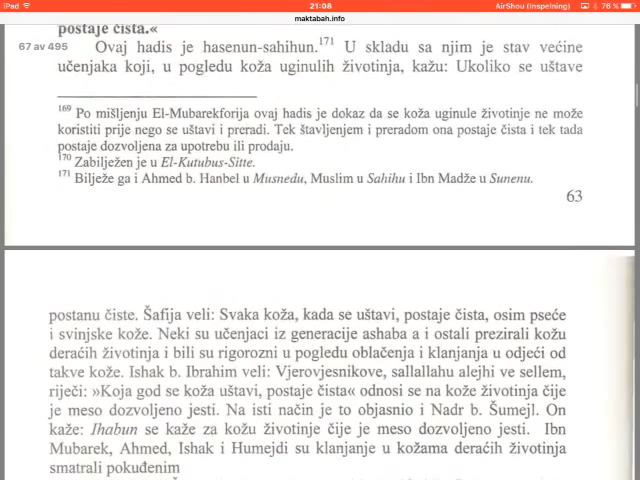 iPad
21:08
AirShou (Inspelning)
76 %
maktabah.info
postaje čista.«
67 av 495
Ovaj hadis je hasenun-sahihun.171 U skladu sa njim je stav većine
učenjaka koji, u pogledu koža uginulih životinja, kažu: Ukoliko se uštave
169 Po mišljenju El-Mubarekforija ovaj hadis je dokaz da se koža uginule životinje ne može
koristiti prije nego se uštavi i preradi. Tek štavljenjem i preradom ona postaje čista i tek tada
postaje dozvoljena za upotrebu ili prodaju.
170 Zabilježen je u El-Kutubus-Sitte.
171 Bilježe ga i Ahmed b. Hanbel u Musnedu, Muslim u Sahihu i Ibn Madže u Sunenu.
63
postanu čiste. Šafija veli: Svaka koža, kada se uštavi, postaje čista, osim pseće
i svinjske kože. Neki su učenjaci iz generacije ashaba a i ostali prezirali kožu
deraćih životinja i bili su rigorozni u pogledu oblačenja i klanjanja u odjeći od
takve kože. Ishak b. Ibrahim veli: Vjerovjesnikove, sallallahu alejhi ve sellem,
riječi: »Koja god se koža uštavi, postaje čista« odnosi se na kože životinja čije
je meso dozvoljeno jesti. Na isti način je to objasnio i Nadr b. Šumejl. On
kaže: Ihabun se kaže za kožu životinje čije je meso dozvoljeno jesti. Ibn
Mubarek, Ahmed, Ishak i Humejdi su klanjanje u kožama deraćih životinja
smatrali pokuđenim